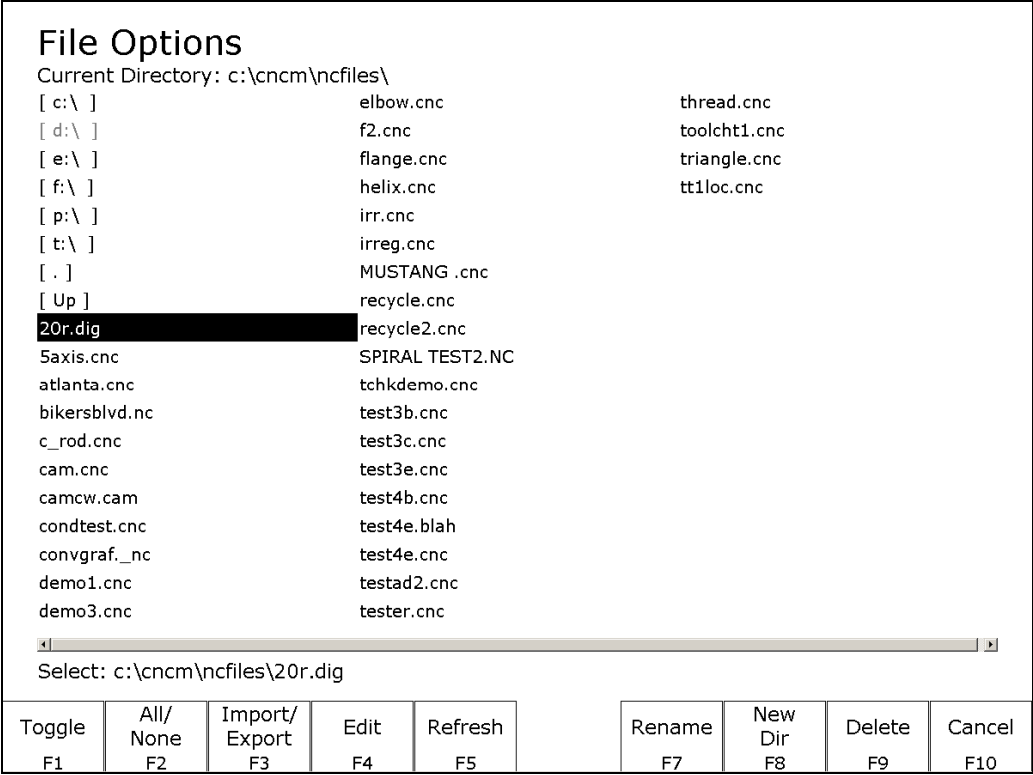 File Options
Current Directory: c:\cncm\ncfiles\
[ c:\ ]
[ d:\ ]
[ e:\ ]
[ f:\ ]
[ p:\ ]
[ t:\ ]
[ . ]
[ Up ]
20r.dig
5axis.cnc
atlanta.cnc
bikersblvd.nc
c_rod.cnc
cam.cnc
camcw.cam
condtest.cnc
convgraf._nc
demo1.cnc
demo3.cnc
elbow.cnc
f2.cnc
flange.cnc
helix.cnc
irr.cnc
irreg.cnc
MUSTANG .cnc
recycle.cnc
recycle2.cnc
SPIRAL TEST2.NC
tchkdemo.cnc
test3b.cnc
test3c.cnc
test3e.cnc
test4b.cnc
test4e.blah
test4e.cnc
testad2.cnc
tester.cnc
thread.cnc
toolcht1.cnc
triangle.cnc
tt1loc.cnc
Select: c:\cncm\ncfiles\20r.dig
Toggle
F1
All/
None
F2
Import/
Export
F3
Edit
F4
Refresh
F5
Rename
F7
New
Dir
F8
Delete
F9
Cancel
F10